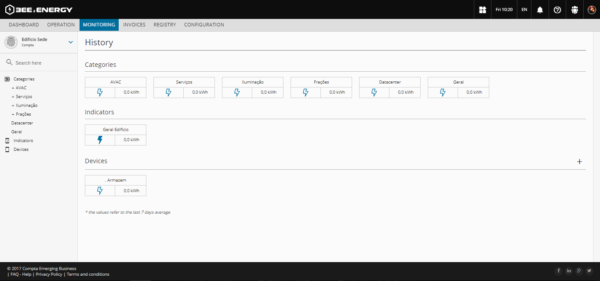 BEE2ENERGY
Fri 10:20
EN
DASHBOARD OPERATION MONITORING INVOICES REGISTRY CONFIGURATION
Edifício Sede
Compta
Search here
Categories
+ AVAC
+ Serviços
+ Iluminação
+ Frações
Datacenter
Geral
Indicators
Devices
History
Categories
AVAC Serviços Iluminação Frações Datacenter Geral
0,0 kWh 0,0 kWh 0,0 kWh 0,0 kWh 0,0 kWh 0,0 kWh
Indicators
Geral Edifício
0,0 kWh
Devices +
. Armazem
0,0 kWh
* the values refer to the last 7 days average
© 2017 Compta Emerging Business
| FAQ - Help | Privacy Policy | Terms and conditions